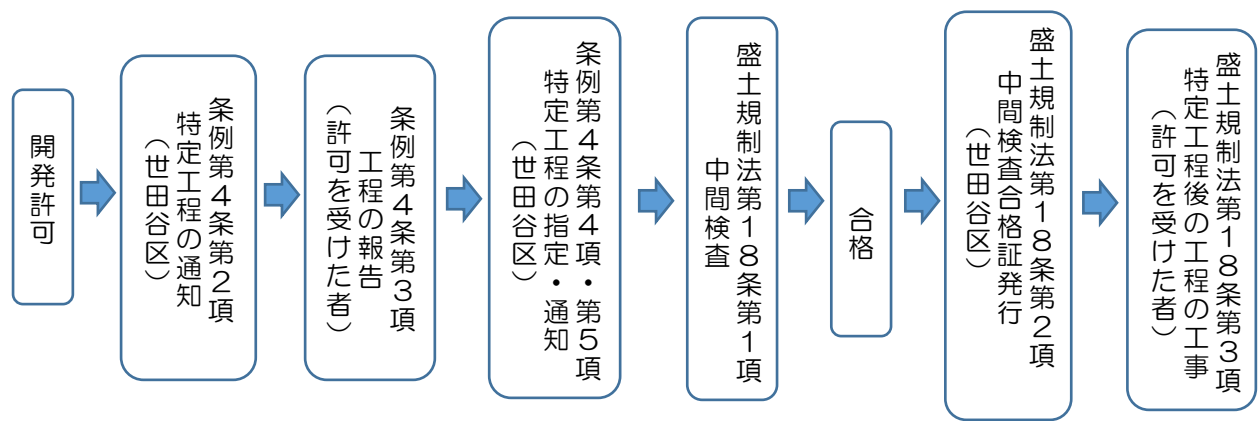 開発許可
条例第４条第２項
特定工程の通知
（世田谷区）
条例第４条第３項
工程の報告
（許可を受けた者）
条例第４条第４項・第５項
特定工程の指定・通知
（世田谷区）
盛土規制法第１８条第１項
中間検査
合格
盛土規制法第１８条第２項
中間検査合格証発行
（世田谷区）
盛土規制法第１８条第３項
特定工程後の工程の工事
（許可を受けた者）